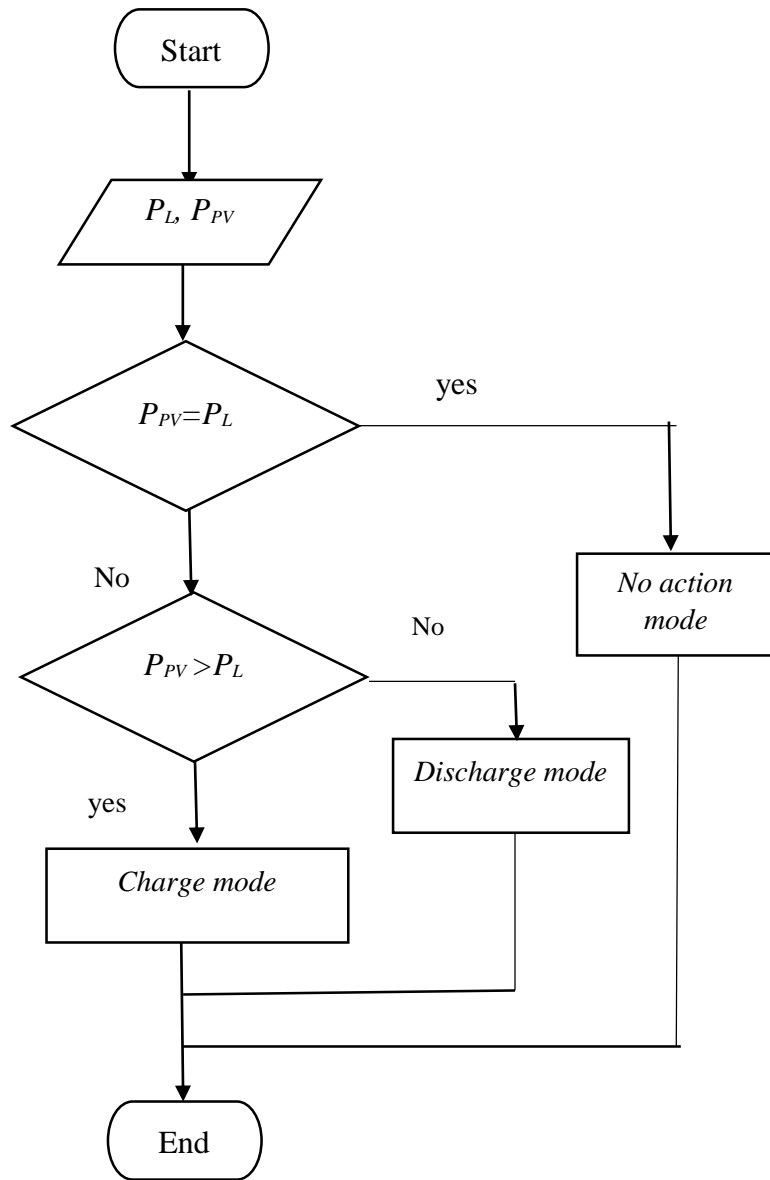 Start
P_L, P_PV
P_PV=P_L
yes
No
No action
mode
P_PV >P_L
No
Discharge mode
yes
Charge mode
End